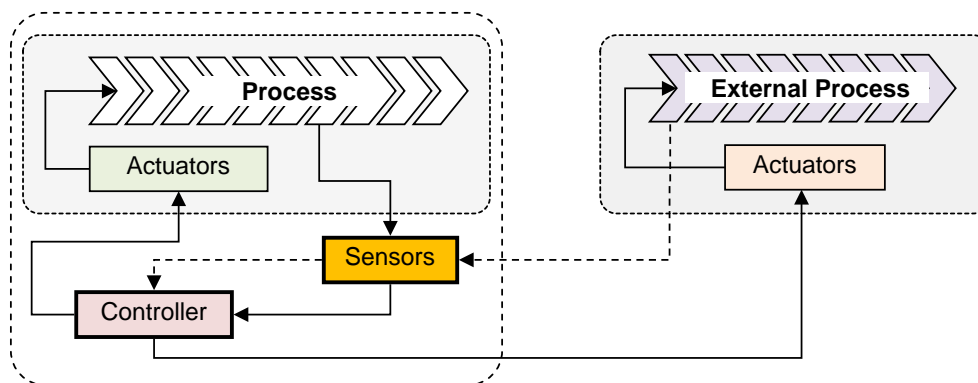 Process
External Process
Actuators
Actuators
Sensors
Controller